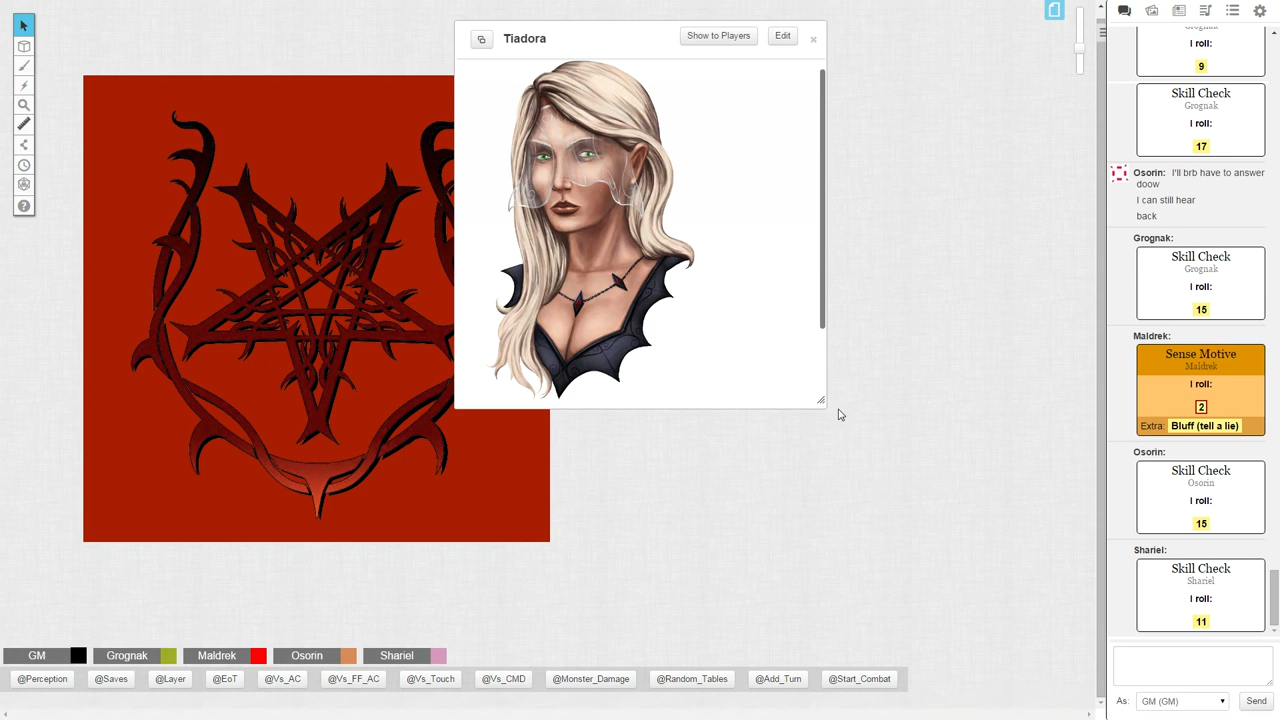 Tiadora
Show to Players
Edit
Grognak
I roll:
9
Skill Check
Grognak
I roll:
17
Osorin: I'll brb have to answer
doow
I can still hear
back
Grognak:
Skill Check
Grognak
I roll:
15
Maldrek:
Sense Motive
Maldrek
I roll:
2
Extra: Bluff (tell a lie)
Osorin:
Skill Check
Osorin
I roll:
15
Shariel:
Skill Check
Shariel
I roll:
11
GM Grognak Maldrek Osorin Shariel
@Perception @Saves @Layer @EoT @Vs_AC @Vs_FF_AC @Vs_Touch @Vs_CMD @Monster_Damage @Random_Tables @Add_Turn @Start_Combat
As: GM (GM) Send